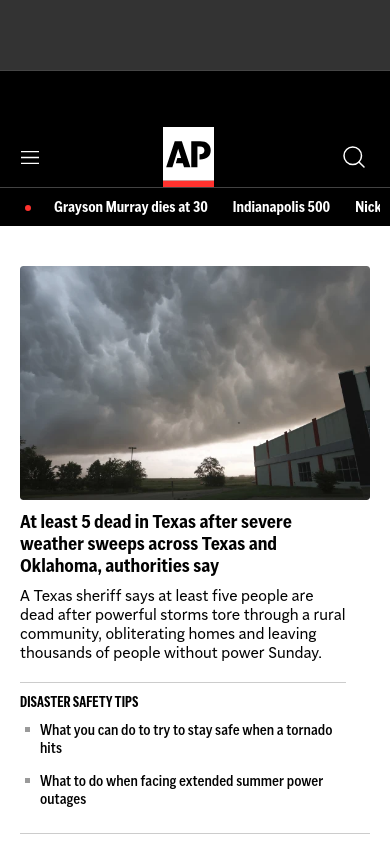 AP
Grayson Murray dies at 30 Indianapolis 500 Nick
At least 5 dead in Texas after severe
weather sweeps across Texas and
Oklahoma, authorities say
A Texas sheriff says at least five people are
dead after powerful storms tore through a rural
community, obliterating homes and leaving
thousands of people without power Sunday.
DISASTER SAFETY TIPS
What you can do to try to stay safe when a tornado
hits
What to do when facing extended summer power
outages